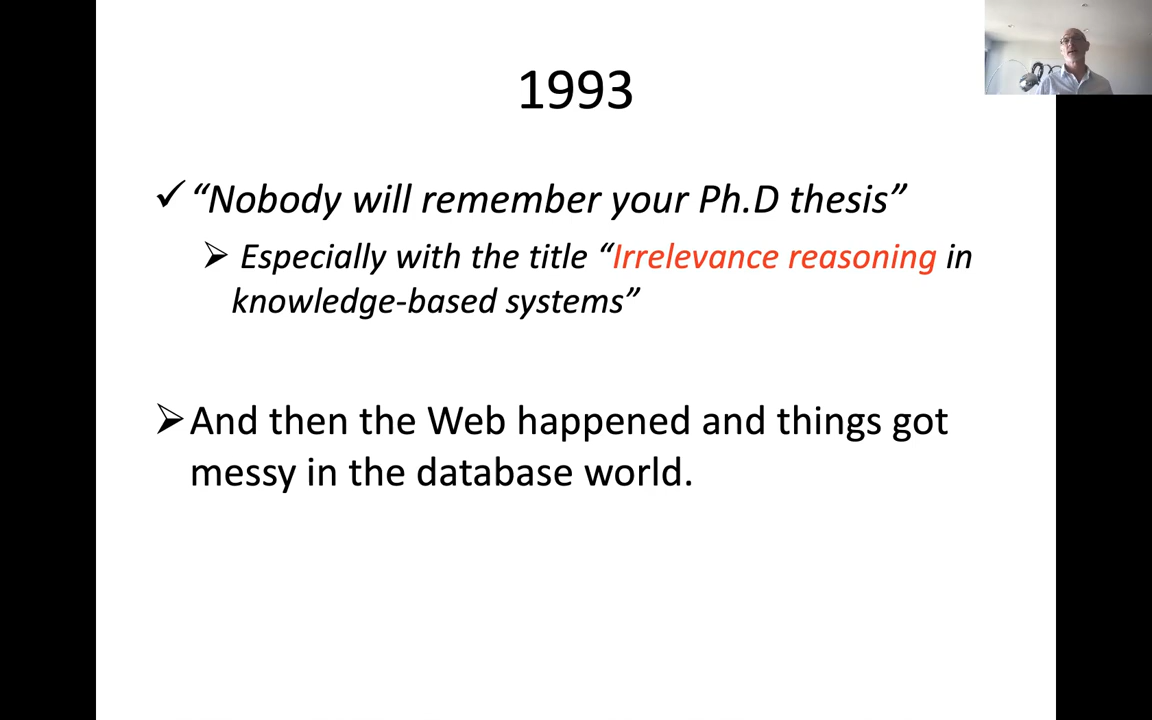 1993
“Nobody will remember your Ph.D thesis”
Especially with the title “Irrelevance reasoning in
knowledge-based systems”
And then the Web happened and things got
messy in the database world.